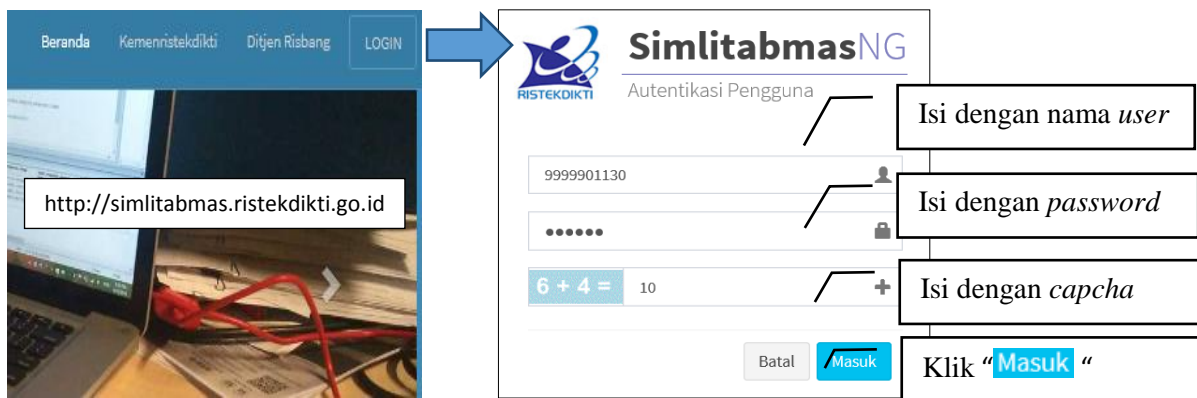 Beranda Kemenristekdikti Ditjen Risbang LOGIN
http://simlitabmas.ristekdikti.go.id
RISTEKDIKTI
SimlitabmasNG
Autentikasi Pengguna
Isi dengan nama user
9999901130
Isi dengan password
••••••
6 + 4 = 10
Isi dengan capcha
Batal Masuk
Klik “Masuk “